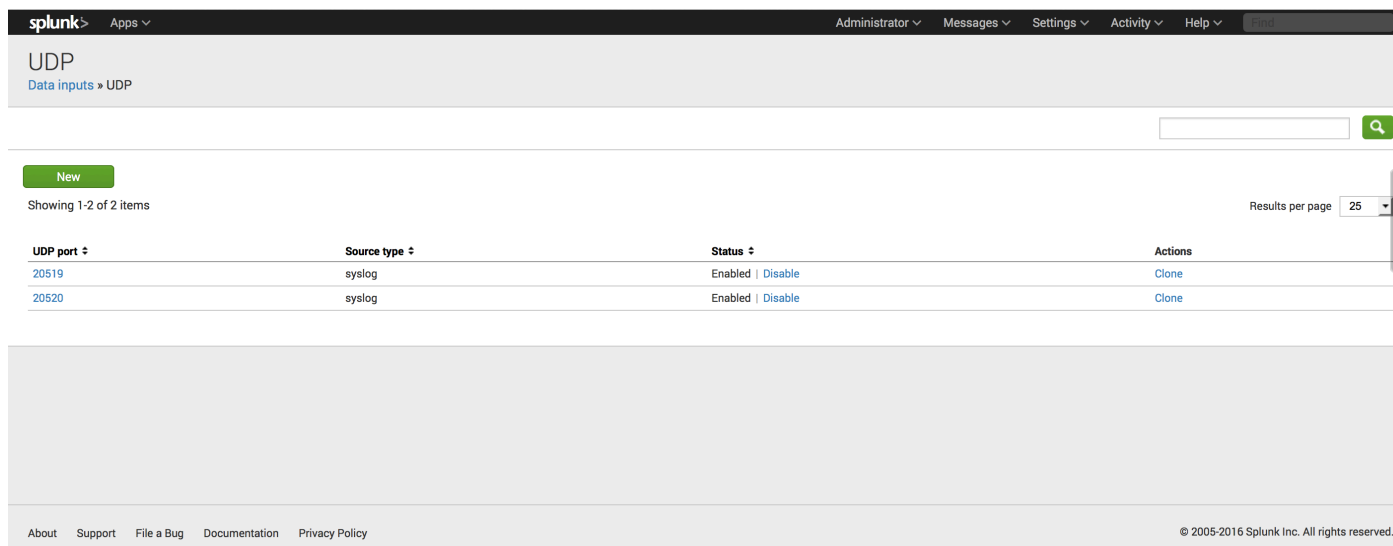 splunk> Apps Administrator Messages Settings Activity Help Find
UDP
Data inputs » UDP
New
Showing 1-2 of 2 items
Results per page 25
UDP port Source type Status Actions
20519 syslog Enabled | Disable Clone
20520 syslog Enabled | Disable Clone
About Support File a Bug Documentation Privacy Policy © 2005-2016 Splunk Inc. All rights reserved.